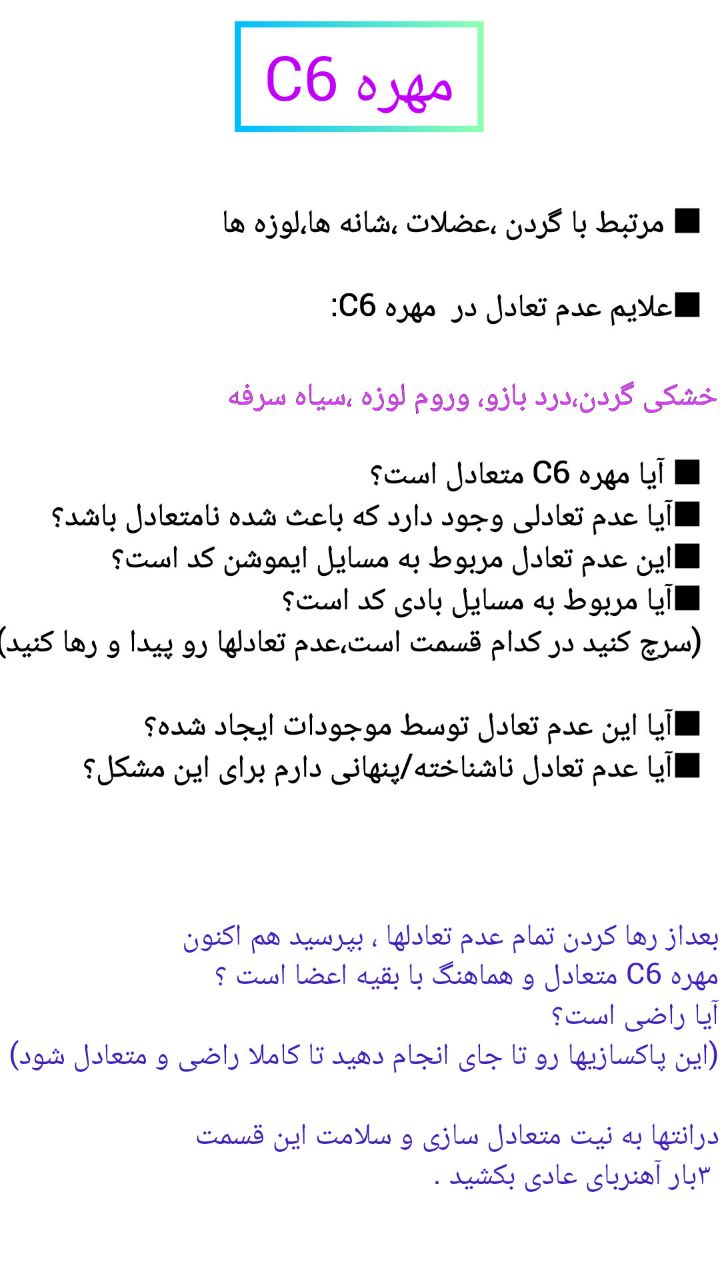 مهره C6
■ مرتبط با گردن ،عضلات ،شانه ها،لوزه ها
■علایم عدم تعادل در مهره C6:
خشکی گردن،درد بازو، وروم لوزه ،سیاه سرفه
■ آیا مهره C6 متعادل است؟
■آیا عدم تعادلی وجود دارد که باعث شده نامتعادل باشد؟
■این عدم تعادل مربوط به مسایل ایموشن کد است؟
■آیا مربوط به مسایل بادی کد است؟
(سرچ کنید در کدام قسمت است،عدم تعادلها رو پیدا و رها کنید)
■آیا این عدم تعادل توسط موجودات ایجاد شده؟
■آیا عدم تعادل ناشناخته/پنهانی دارم برای این مشکل؟
بعداز رها کردن تمام عدم تعادلها ، بپرسید هم اکنون
مهره C6 متعادل و هماهنگ با بقیه اعضا است ؟
آیا راضی است؟
(این پاکسازیها رو تا جای انجام دهید تا کاملا راضی و متعادل شود)
درانتها به نیت متعادل سازی و سلامت این قسمت
۳بار آهنربای عادی بکشید .